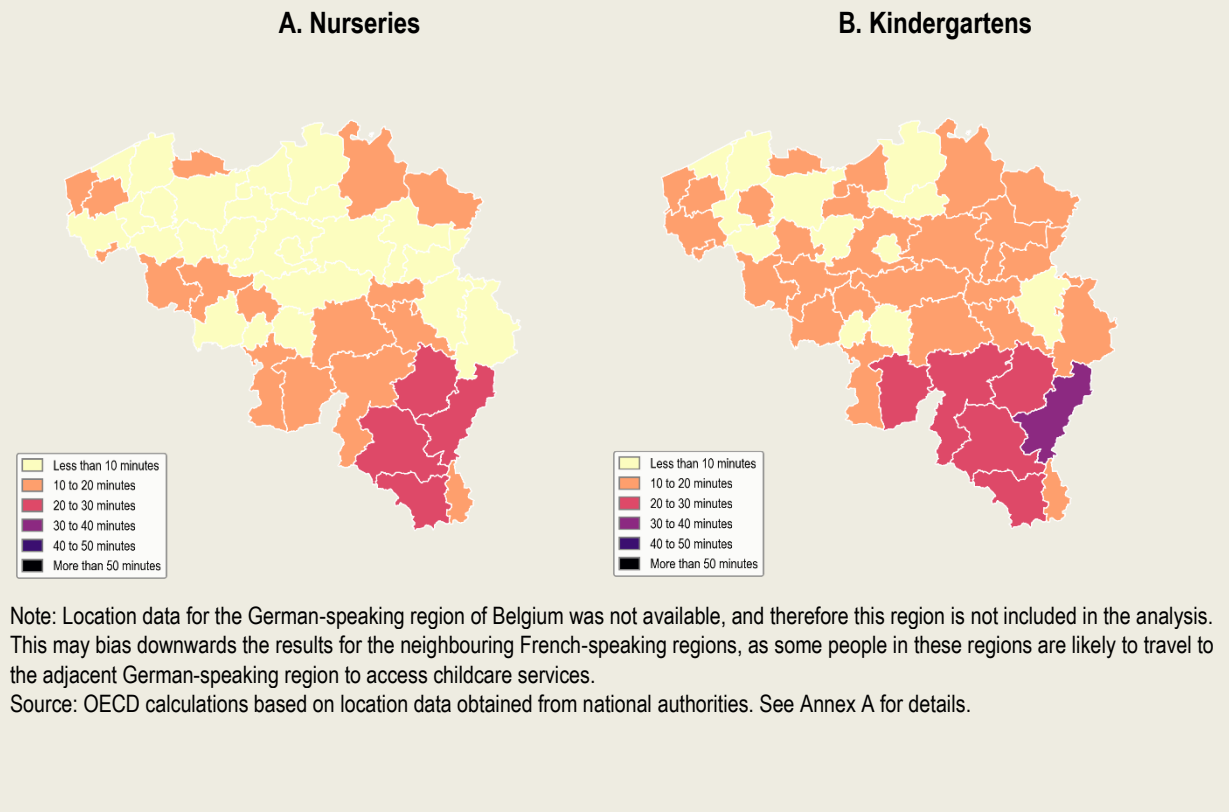 A. Nurseries
B. Kindergartens
Less than 10 minutes
10 to 20 minutes
20 to 30 minutes
30 to 40 minutes
40 to 50 minutes
More than 50 minutes
Less than 10 minutes
10 to 20 minutes
20 to 30 minutes
30 to 40 minutes
40 to 50 minutes
More than 50 minutes
Note: Location data for the German-speaking region of Belgium was not available, and therefore this region is not included in the analysis.
This may bias downwards the results for the neighbouring French-speaking regions, as some people in these regions are likely to travel to
the adjacent German-speaking region to access childcare services.
Source: OECD calculations based on location data obtained from national authorities. See Annex A for details.